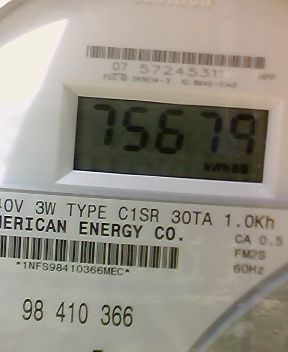 07 57245311
75679
kWh
40V 3W TYPE C1SR 30TA 1.0Kh
MERICAN ENERGY CO. CA 0.5
FM2S
*1NFS98410366MEC* 60Hz
98 410 366